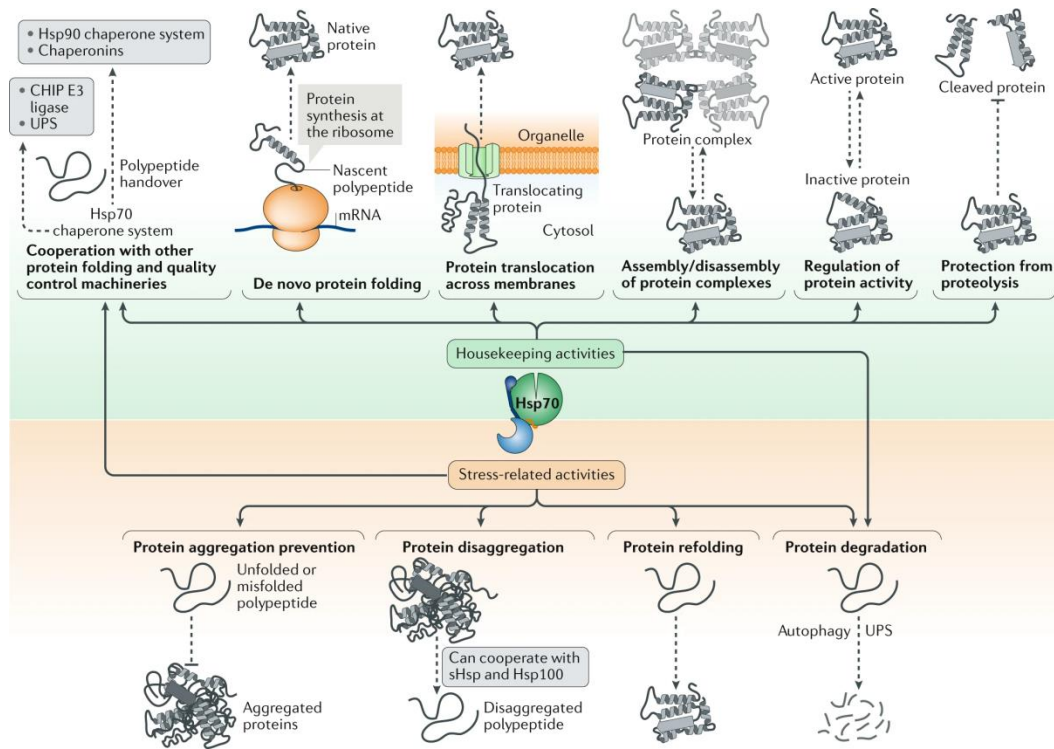 • Hsp90 chaperone system
• Chaperonins
• CHIP E3
ligase
• UPS
Polypeptide
handover
Hsp70
chaperone system
Cooperation with other
protein folding and quality
control machineries
Native
protein
Protein
synthesis at
the ribosome
Nascent
polypeptide
mRNA
De novo protein folding
Organelle
Translocating
protein
Cytosol
Protein translocation
across membranes
Protein complex
Assembly/disassembly
of protein complexes
Active protein
Inactive protein
Regulation of
protein activity
Cleaved protein
Protection from
proteolysis
Housekeeping activities
Hsp70
Stress-related activities
Protein aggregation prevention
Unfolded or
misfolded
polypeptide
Aggregated
proteins
Protein disaggregation
Can cooperate with
sHsp and Hsp100
Disaggregated
polypeptide
Protein refolding
Protein degradation
Autophagy
UPS